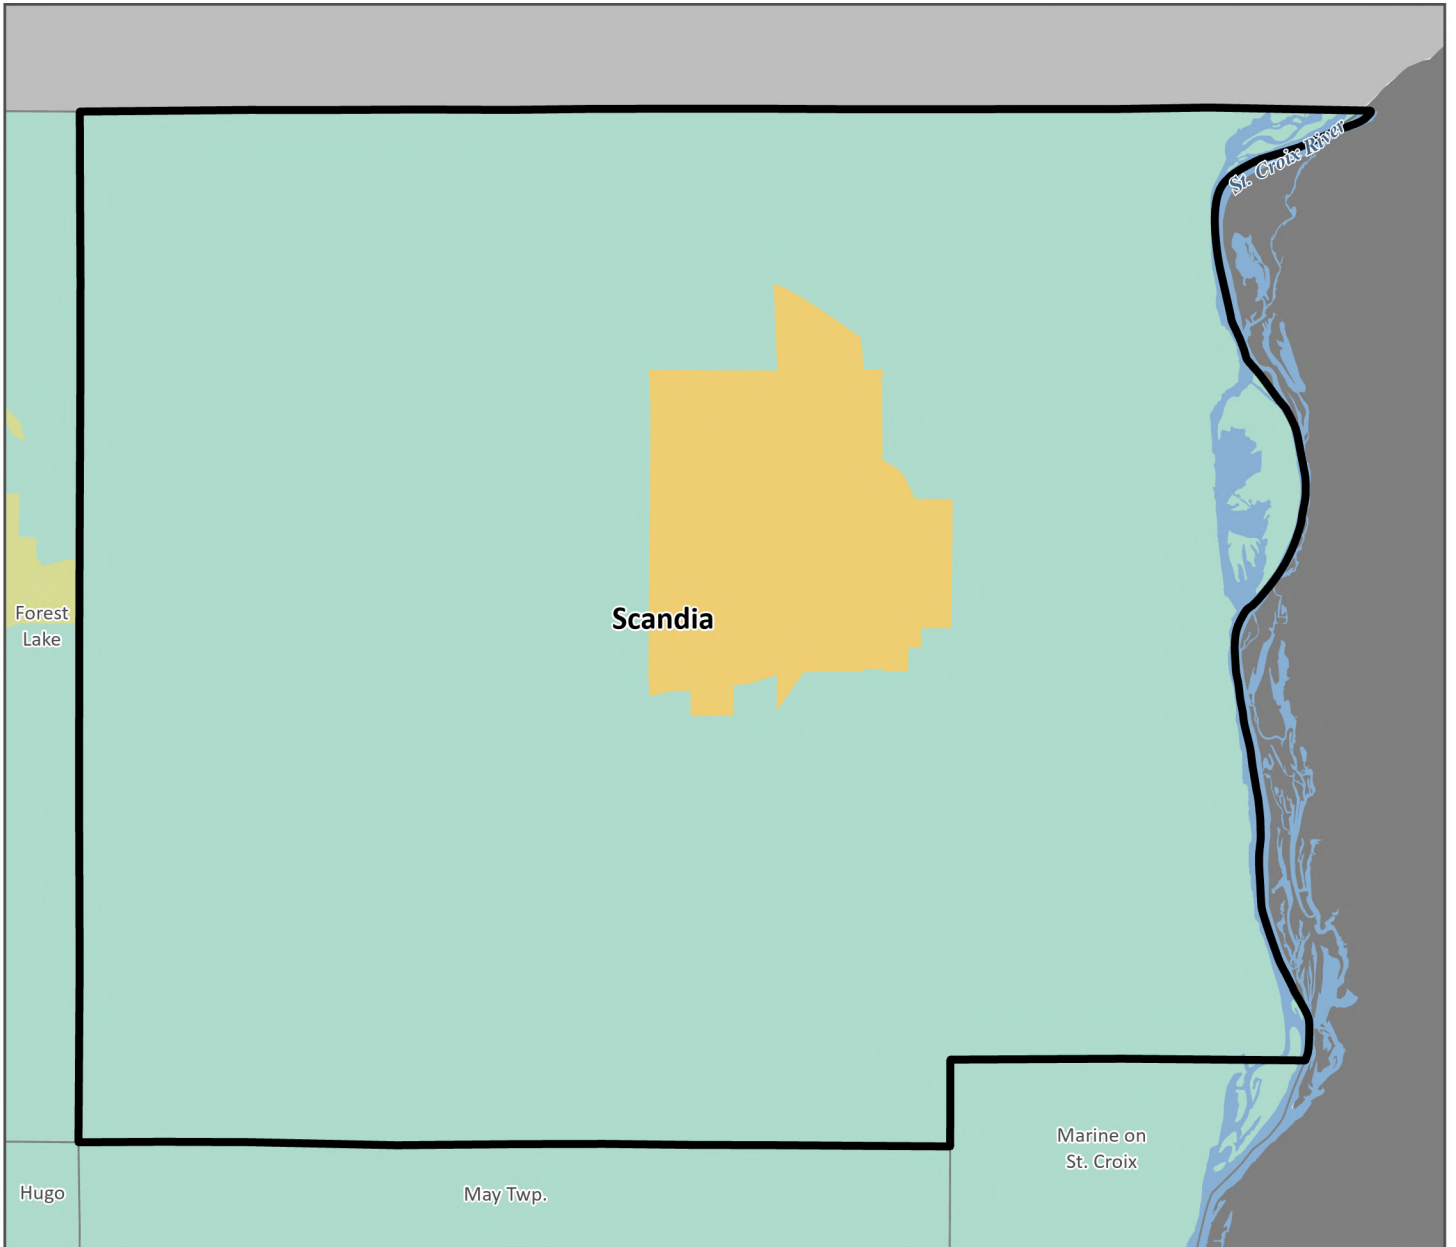 St. Croix River
Forest
Lake
Scandia
Marine on
St. Croix
Hugo
May Twp.